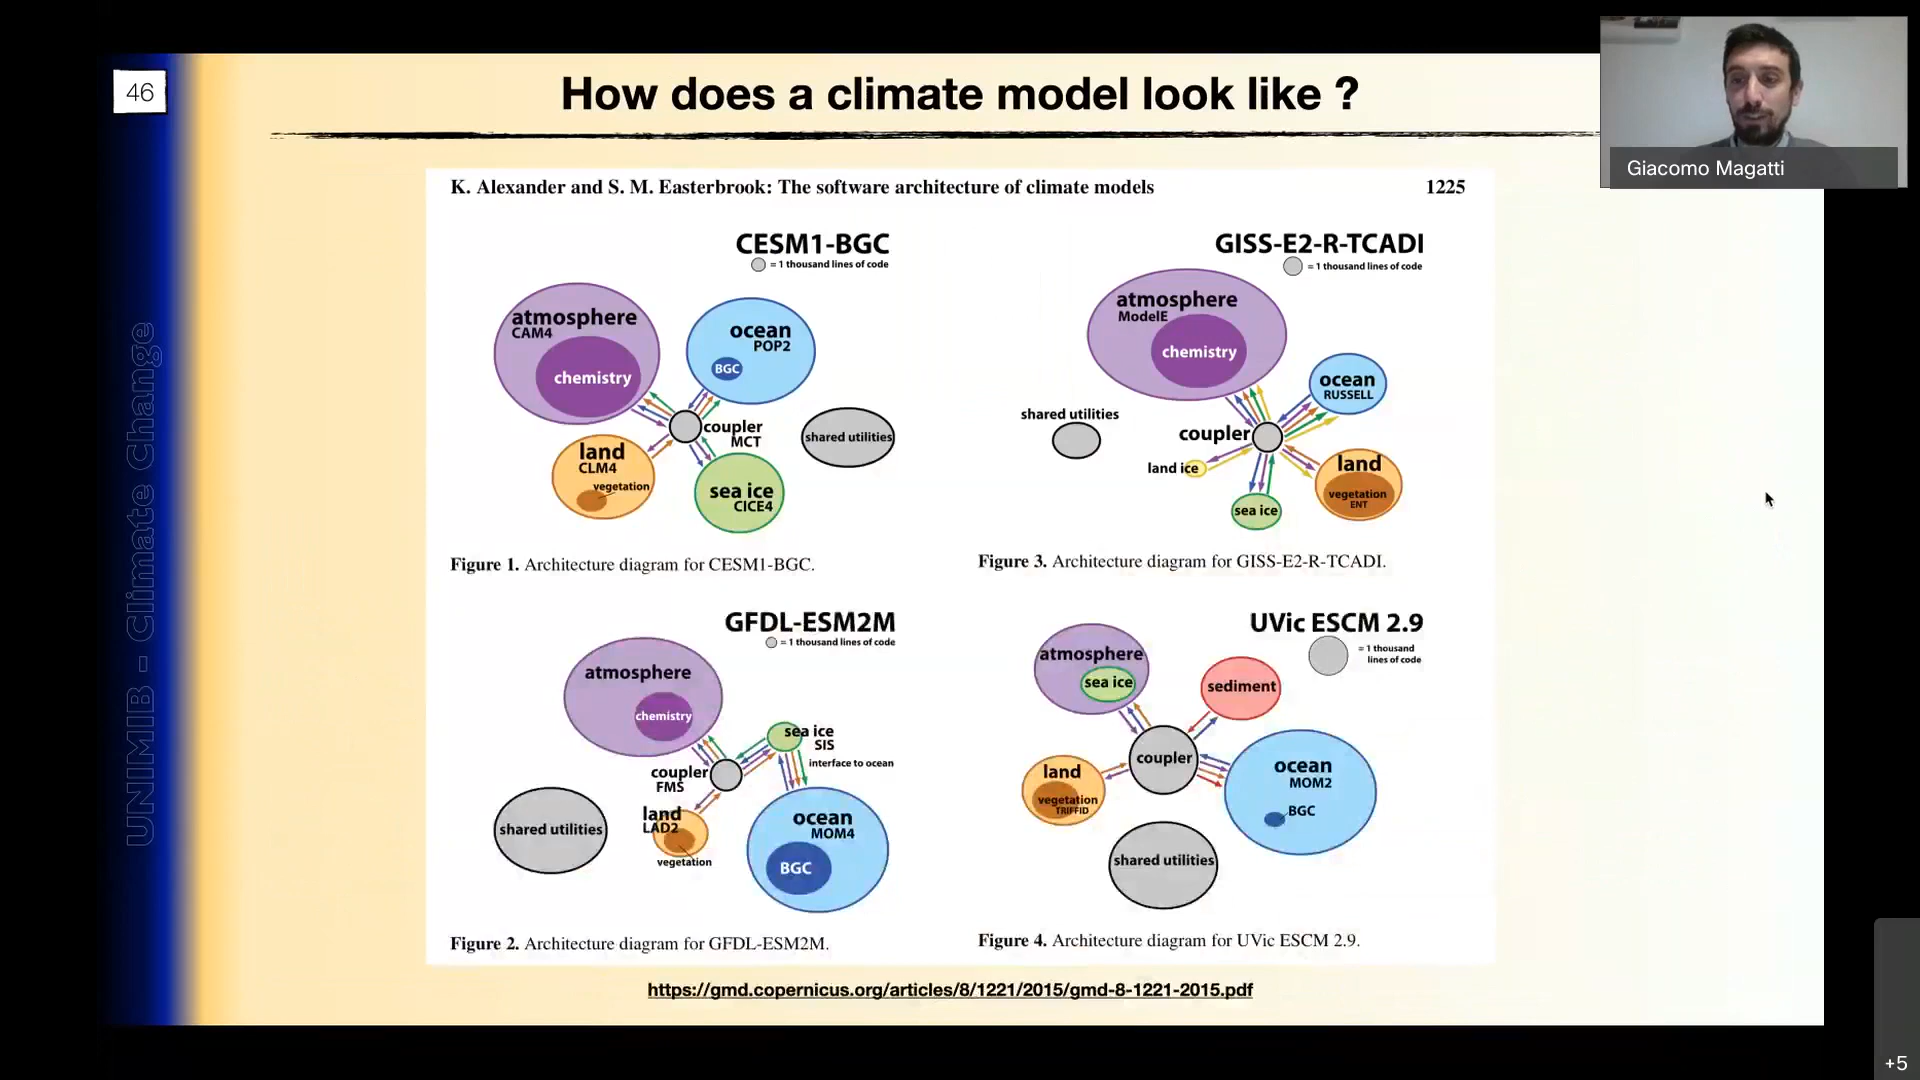 46
How does a climate model look like ?
Giacomo Magatti
UNIMIB - Climate Change
K. Alexander and S. M. Easterbrook: The software architecture of climate models
1225
CESM1-BGC
= 1 thousand lines of code
atmosphere
CAM4
chemistry
ocean
POP2
BGC
coupler
MCT
shared utilities
land
CLM4
vegetation
sea ice
CICE4
Figure 1. Architecture diagram for CESM1-BGC.
GISS-E2-R-TCADI
= 1 thousand lines of code
atmosphere
ModelE
chemistry
ocean
RUSSELL
shared utilities
coupler
land ice
land
vegetation
ENT
sea ice
Figure 3. Architecture diagram for GISS-E2-R-TCADI.
GFDL-ESM2M
= 1 thousand lines of code
atmosphere
chemistry
sea ice
SIS
interface to ocean
coupler
FMS
land
LAD2
vegetation
shared utilities
ocean
MOM4
BGC
Figure 2. Architecture diagram for GFDL-ESM2M.
UVic ESCM 2.9
= 1 thousand
lines of code
atmosphere
sea ice
sediment
coupler
land
vegetation
TRIFFID
ocean
MOM2
BGC
shared utilities
Figure 4. Architecture diagram for UVic ESCM 2.9.
https://gmd.copernicus.org/articles/8/1221/2015/gmd-8-1221-2015.pdf
+5